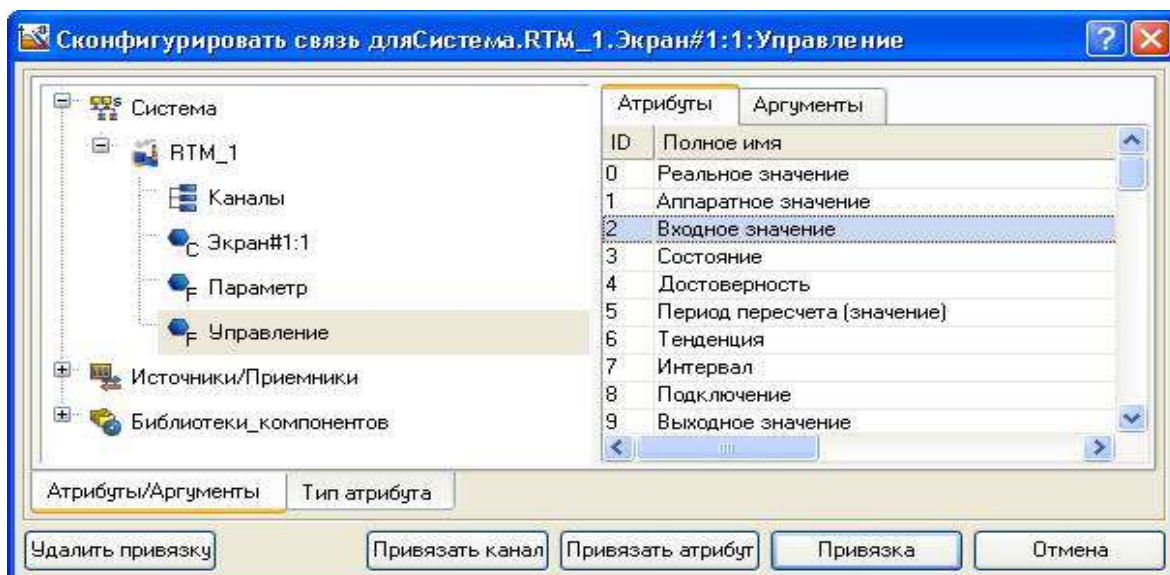 Сконфигурировать связь дляСистема.RTM_1.Экран#1:1:Управление
Система
RTM_1
Каналы
Экран#1:1
Параметр
Управление
Источники/Приемники
Библиотеки_компонентов
Атрибуты Аргументы
ID Полное имя
0 Реальное значение
1 Аппаратное значение
2 Входное значение
3 Состояние
4 Достоверность
5 Период пересчета (значение)
6 Тенденция
7 Интервал
8 Подключение
9 Выходное значение
Атрибуты/Аргументы Тип атрибута
Удалить привязку Привязать канал Привязать атрибут Привязка Отмена